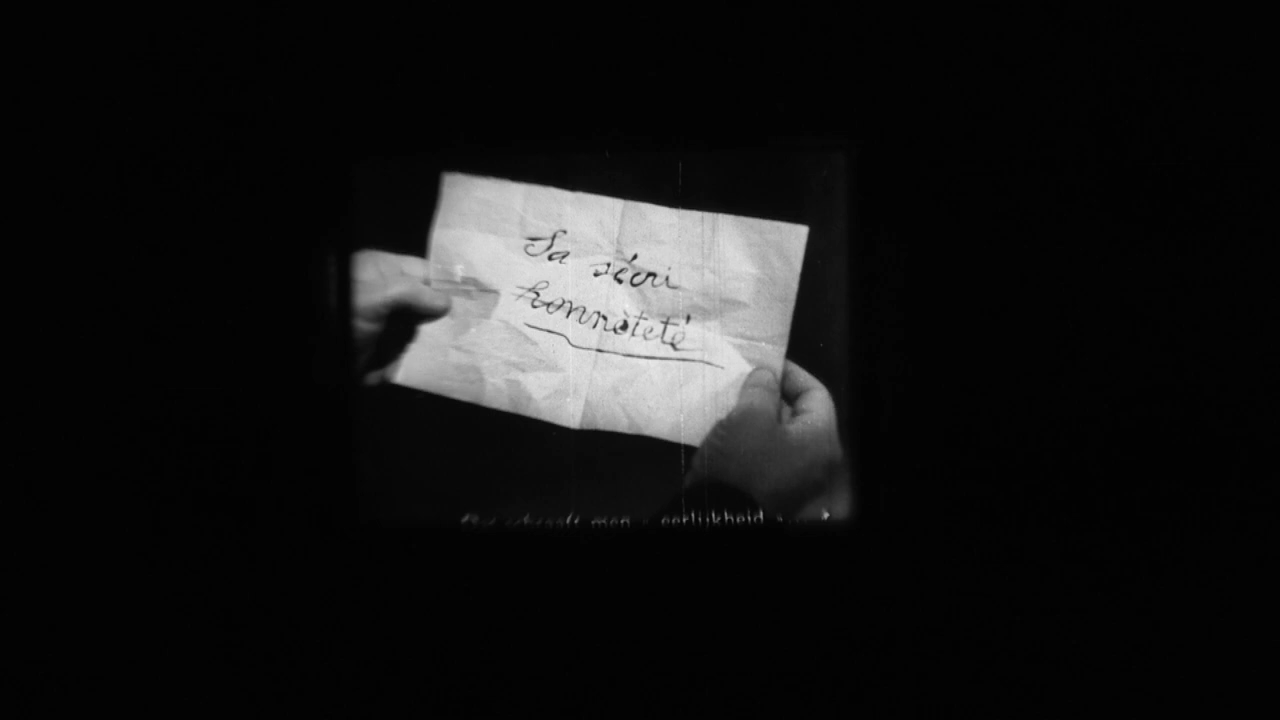 Sa sécri
honnèteté
men « eerlijkheid »